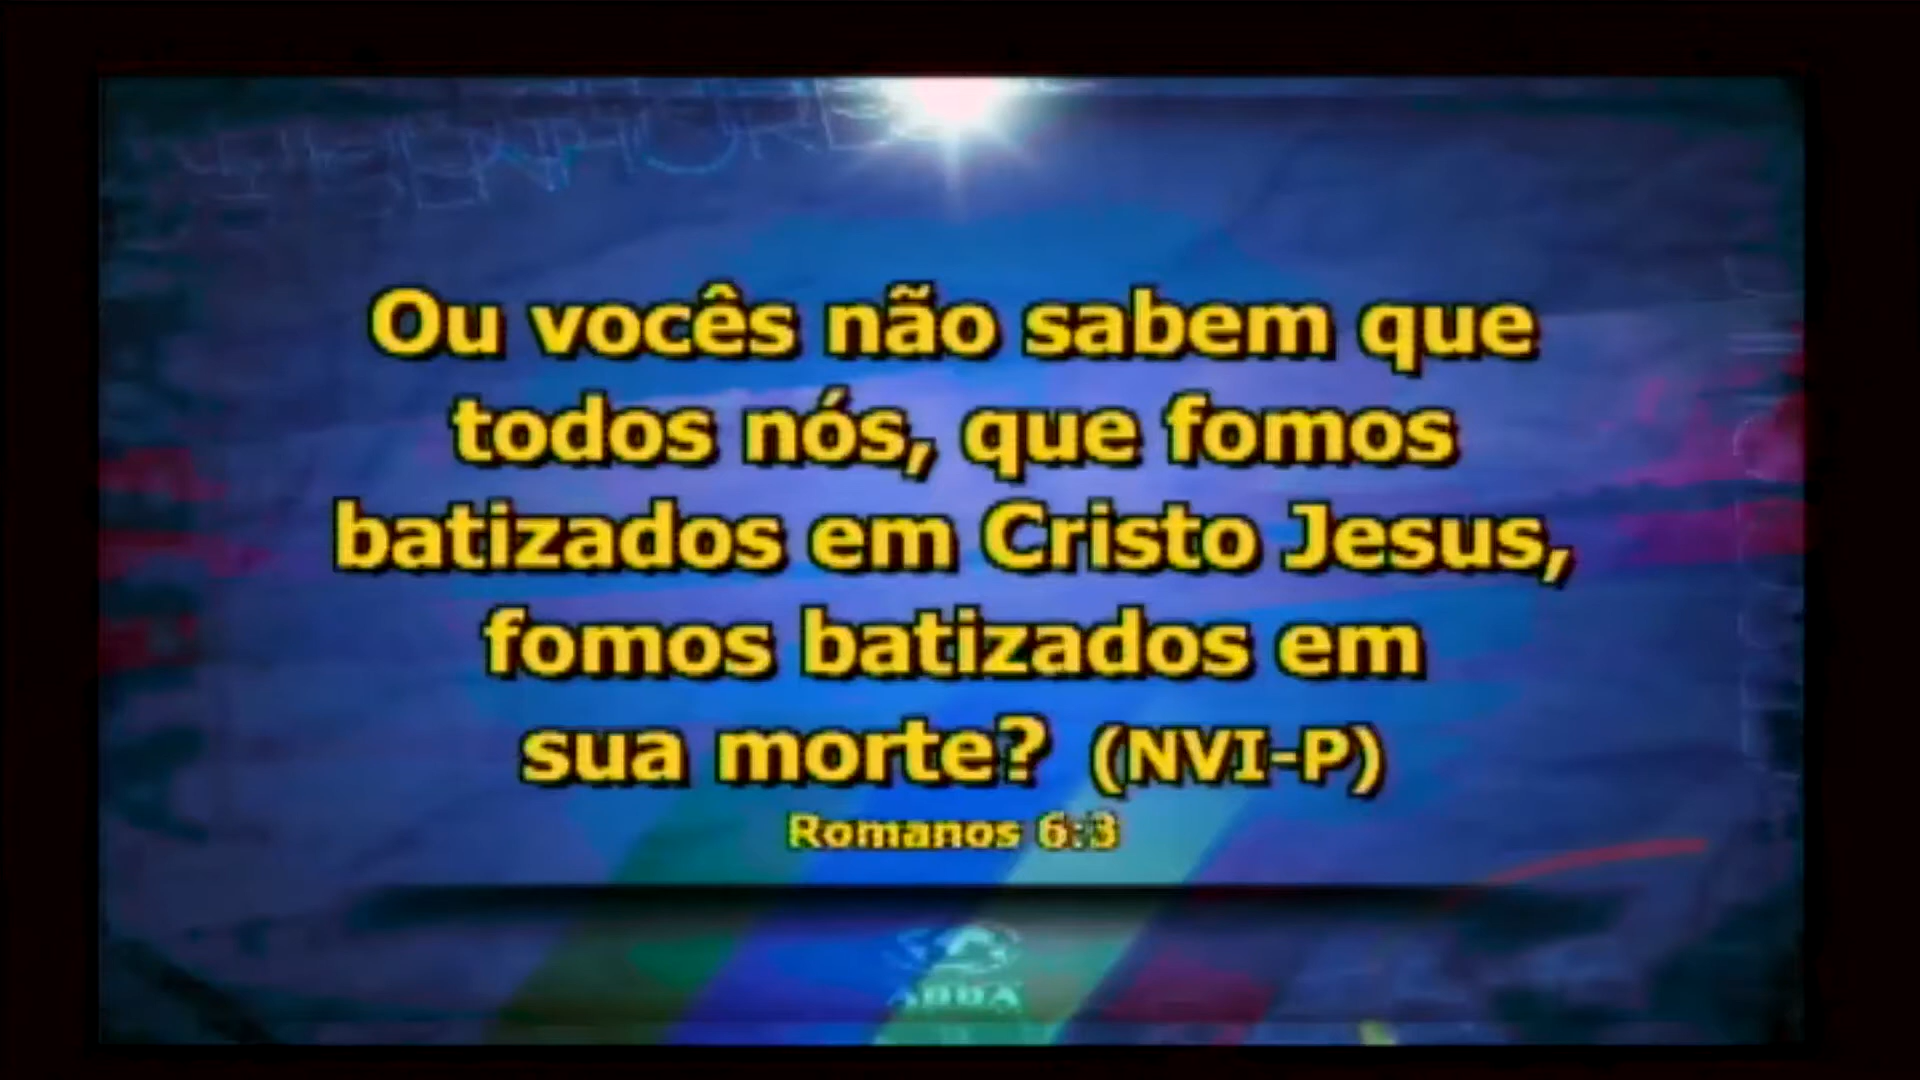 Ou vocês não sabem que
todos nós, que fomos
batizados em Cristo Jesus,
fomos batizados em
sua morte? (NVI-P)
Romanos 6:3
ABBA